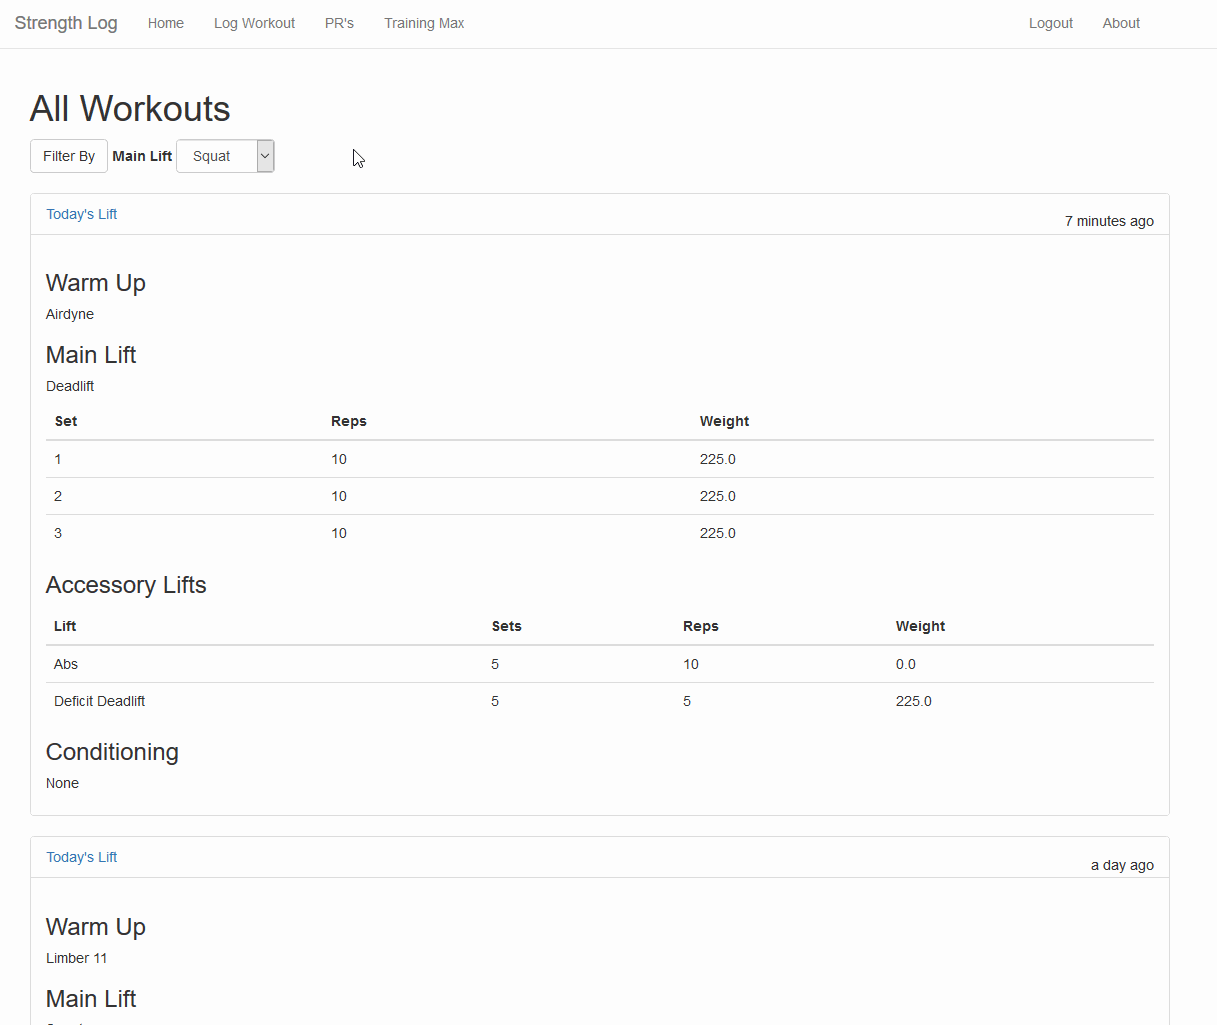 Strength Log Home Log Workout PR's Training Max Logout About
All Workouts
Filter By Main Lift Squat
Today's Lift 7 minutes ago
Warm Up
Airdyne
Main Lift
Deadlift
Set Reps Weight
1 10 225.0
2 10 225.0
3 10 225.0
Accessory Lifts
Lift Sets Reps Weight
Abs 5 10 0.0
Deficit Deadlift 5 5 225.0
Conditioning
None
Today's Lift a day ago
Warm Up
Limber 11
Main Lift